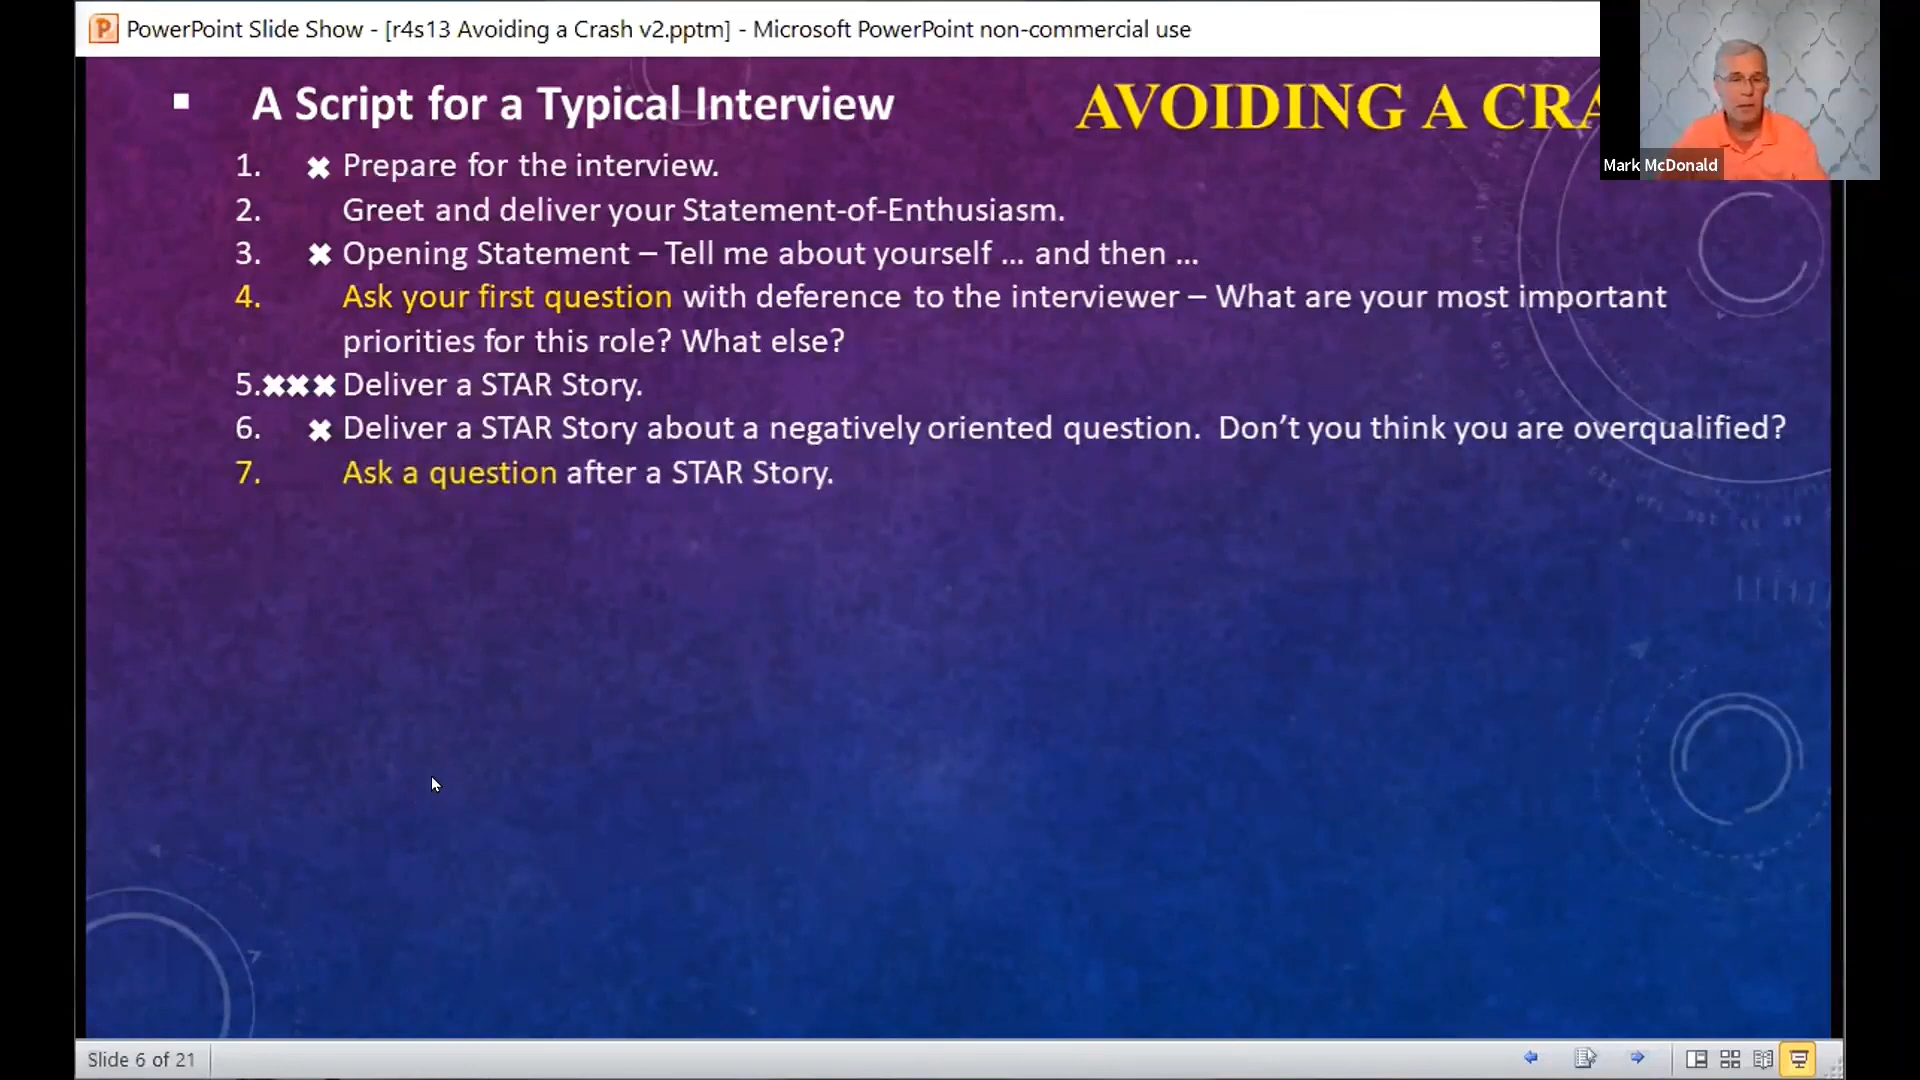 PowerPoint Slide Show - [r4s13 Avoiding a Crash v2.pptm] - Microsoft PowerPoint non-commercial use
▪ A Script for a Typical Interview
AVOIDING A CRA
Mark McDonald
1. ✖ Prepare for the interview.
2. Greet and deliver your Statement-of-Enthusiasm.
3. ✖ Opening Statement – Tell me about yourself … and then …
4. Ask your first question with deference to the interviewer – What are your most important
priorities for this role? What else?
5.✖✖✖ Deliver a STAR Story.
6. ✖ Deliver a STAR Story about a negatively oriented question. Don’t you think you are overqualified?
7. Ask a question after a STAR Story.
Slide 6 of 21